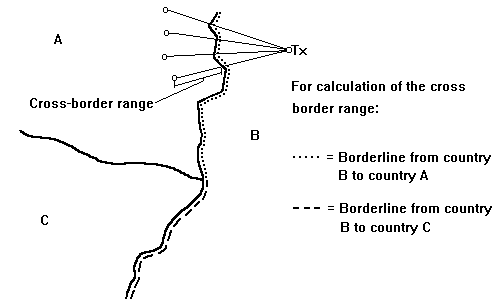 A
Tx
Cross-border range
For calculation of the cross
border range:
B
= Borderline from country
B to country A
C
= Borderline from country
B to country C